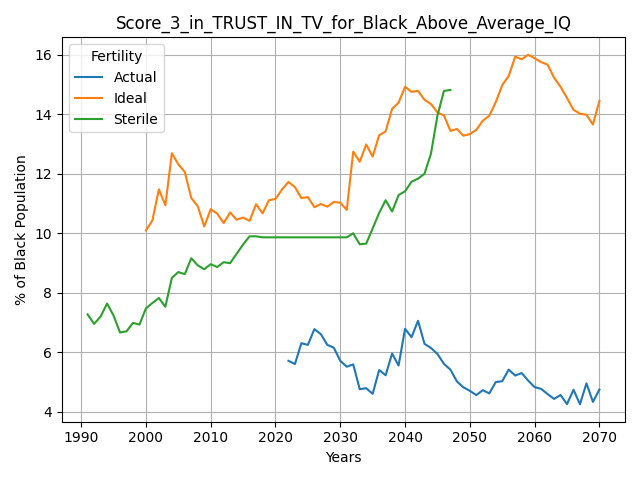 Score_3_in_TRUST_IN_TV_for_Black_Above_Average_IQ
Fertility
Actual
Ideal
Sterile
% of Black Population
16
14
12
10
8
6
4
1990 2000 2010 2020 2030 2040 2050 2060 2070
Years